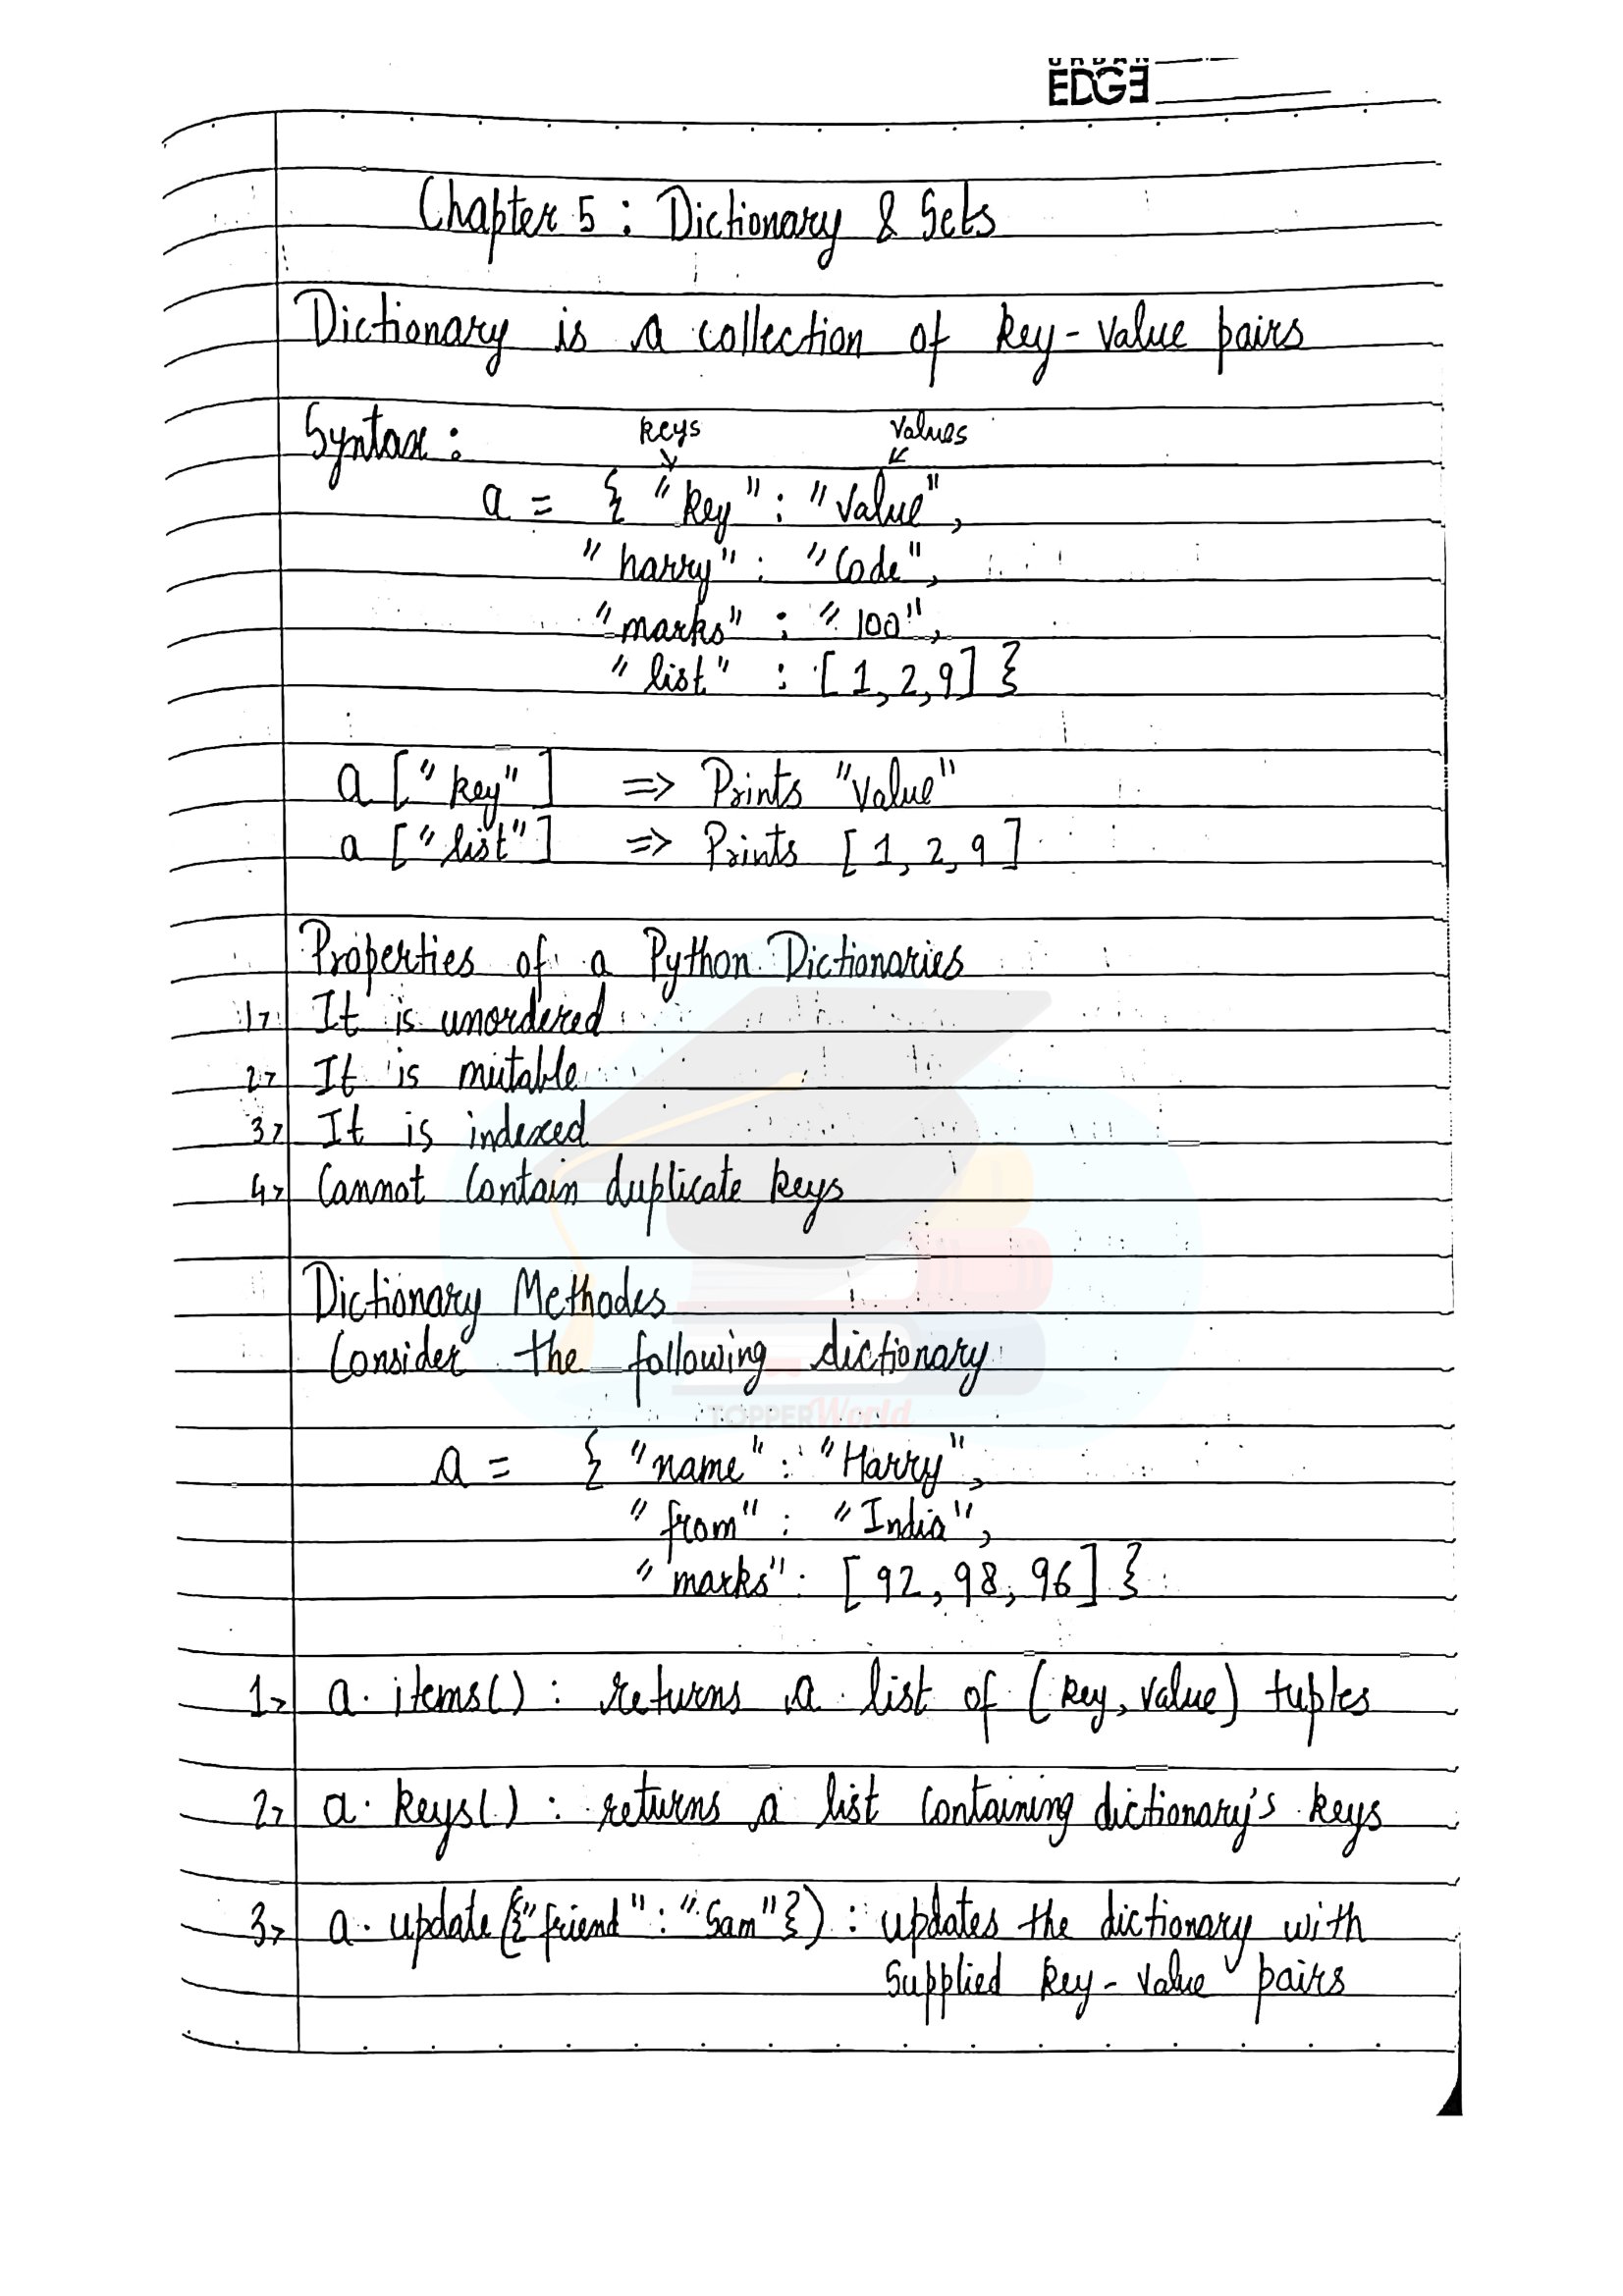 URBAN
EDGE
Chapter 5 : Dictionary & Sets
Dictionary is a collection of key-value pairs
Syntax :
keys values
a = { "key" : "Value",
"harry" : "Code",
"marks" : "100",
"list" : [1, 2, 9] }
a ["key"] => Prints "Value"
a ["list"] => Prints [1, 2, 9]
Properties of a Python Dictionaries
1> It is unordered
2> It is mutable
3> It is indexed
4> Cannot Contain duplicate keys
Dictionary Methodes
Consider the following dictionary
TOPPERWorld
a = { "name" : "Harry",
"from" : "India",
"marks" : [92, 98, 96] }
1> a.items() : returns a list of (key, value) tuples
2> a.keys() : returns a list Containing dictionary's keys
3> a.update({"friend" : "Sam"}) : updates the dictionary with
Supplied key-value pairs